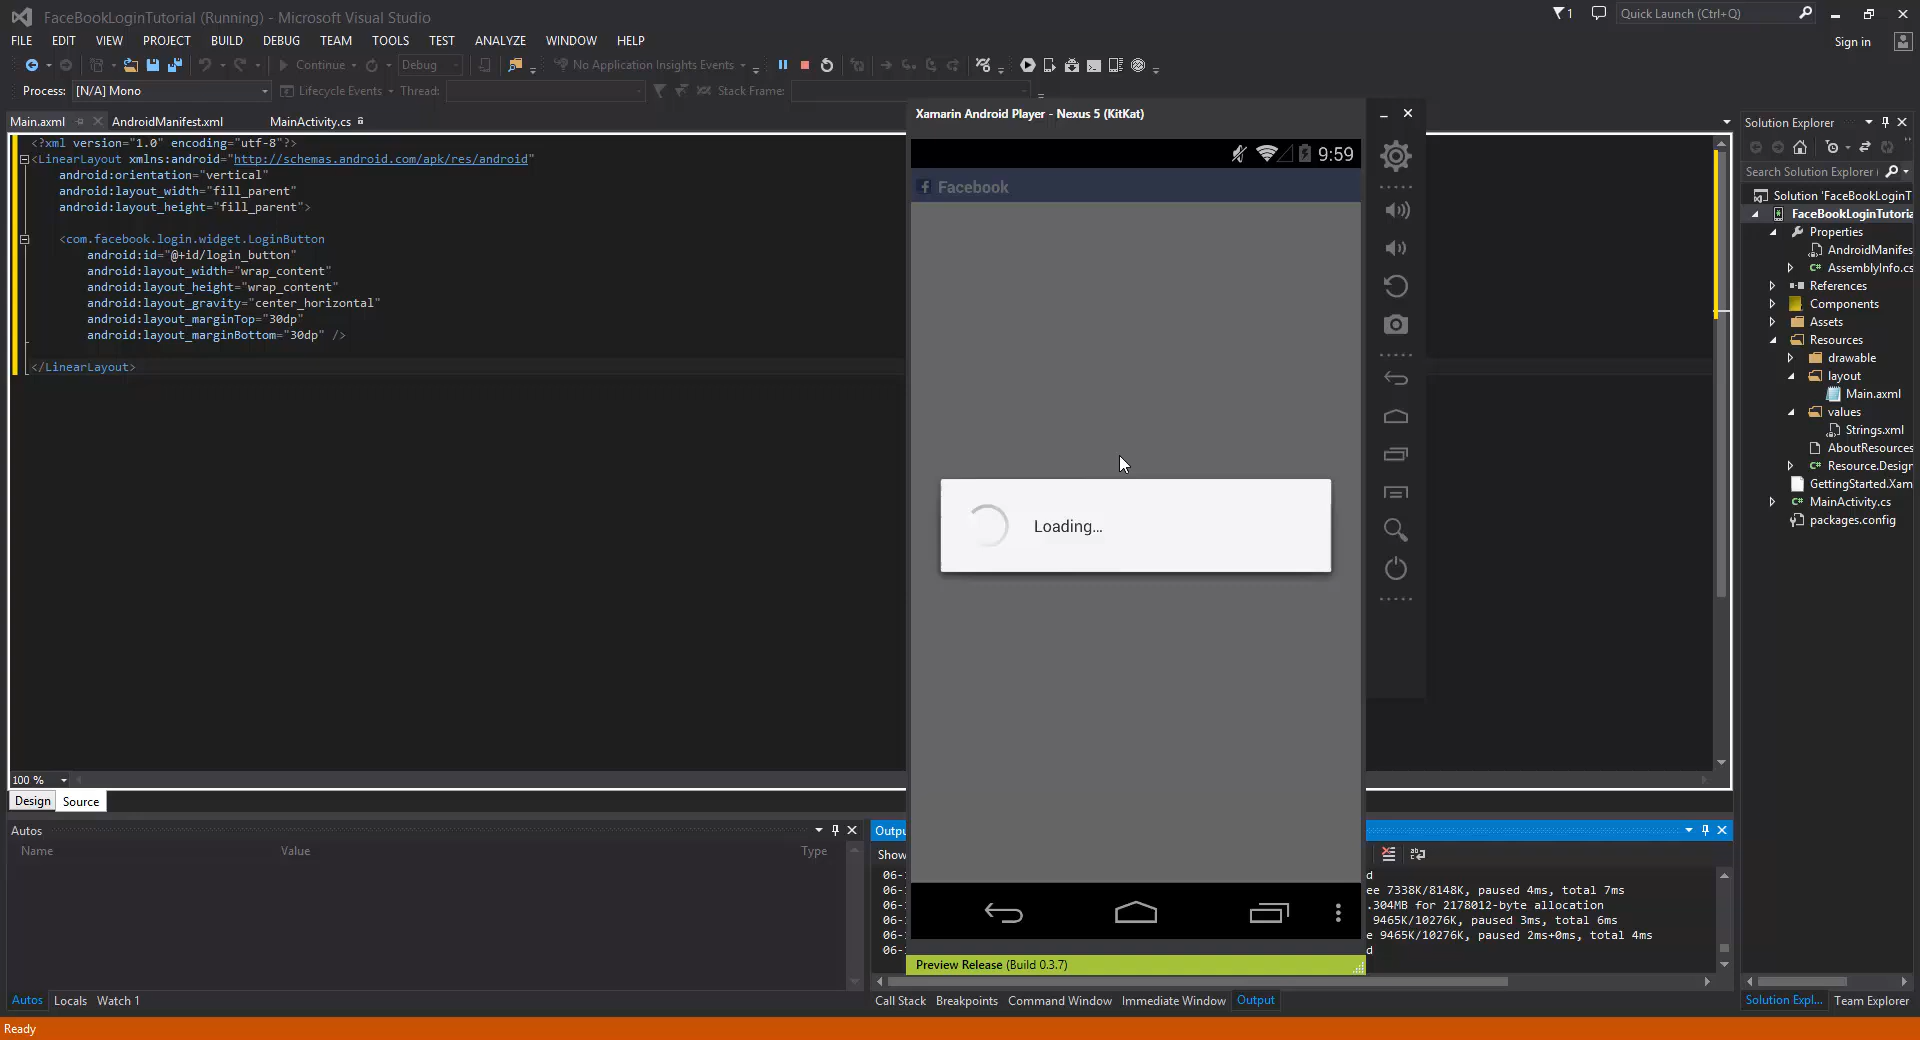 FaceBookLoginTutorial (Running) - Microsoft Visual Studio
1
Quick Launch (Ctrl+Q)
FILE EDIT VIEW PROJECT BUILD DEBUG TEAM TOOLS TEST ANALYZE WINDOW HELP
Sign in
Continue
Debug
No Application Insights Events
Process: [N/A] Mono
Lifecycle Events
Thread:
Stack Frame:
Main.axml
AndroidManifest.xml
MainActivity.cs
<?xml version="1.0" encoding="utf-8"?>
<LinearLayout xmlns:android="http://schemas.android.com/apk/res/android"
android:orientation="vertical"
android:layout_width="fill_parent"
android:layout_height="fill_parent">
<com.facebook.login.widget.LoginButton
android:id="@+id/login_button"
android:layout_width="wrap_content"
android:layout_height="wrap_content"
android:layout_gravity="center_horizontal"
android:layout_marginTop="30dp"
android:layout_marginBottom="30dp" />
</LinearLayout>
100 %
Design Source
Xamarin Android Player - Nexus 5 (KitKat)
9:59
Facebook
Loading...
Preview Release (Build 0.3.7)
Solution Explorer
Search Solution Explorer (
Solution 'FaceBookLoginT
FaceBookLoginTutoria
Properties
AndroidManifes
AssemblyInfo.cs
References
Components
Assets
Resources
drawable
layout
Main.axml
values
Strings.xml
AboutResources
Resource.Design
GettingStarted.Xam
MainActivity.cs
packages.config
Autos
Name Value Type
Autos Locals Watch 1
Outpu
Show
06-
06-
06-
06-
06-
06-
d
ee 7338K/8148K, paused 4ms, total 7ms
.304MB for 2178012-byte allocation
9465K/10276K, paused 3ms, total 6ms
e 9465K/10276K, paused 2ms+0ms, total 4ms
d
Call Stack Breakpoints Command Window Immediate Window Output
Solution Expl... Team Explorer
Ready